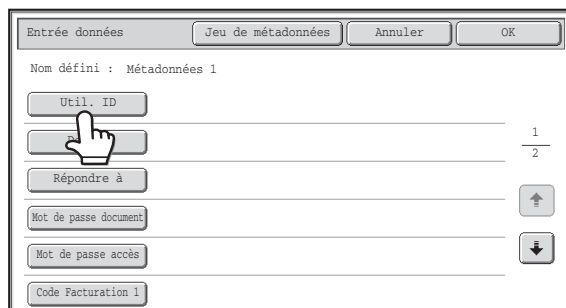 Entrée données Jeu de métadonnées Annuler OK
Nom défini : Métadonnées 1
Util. ID
1
2
Répondre à
Mot de passe document
Mot de passe accès
Code Facturation 1